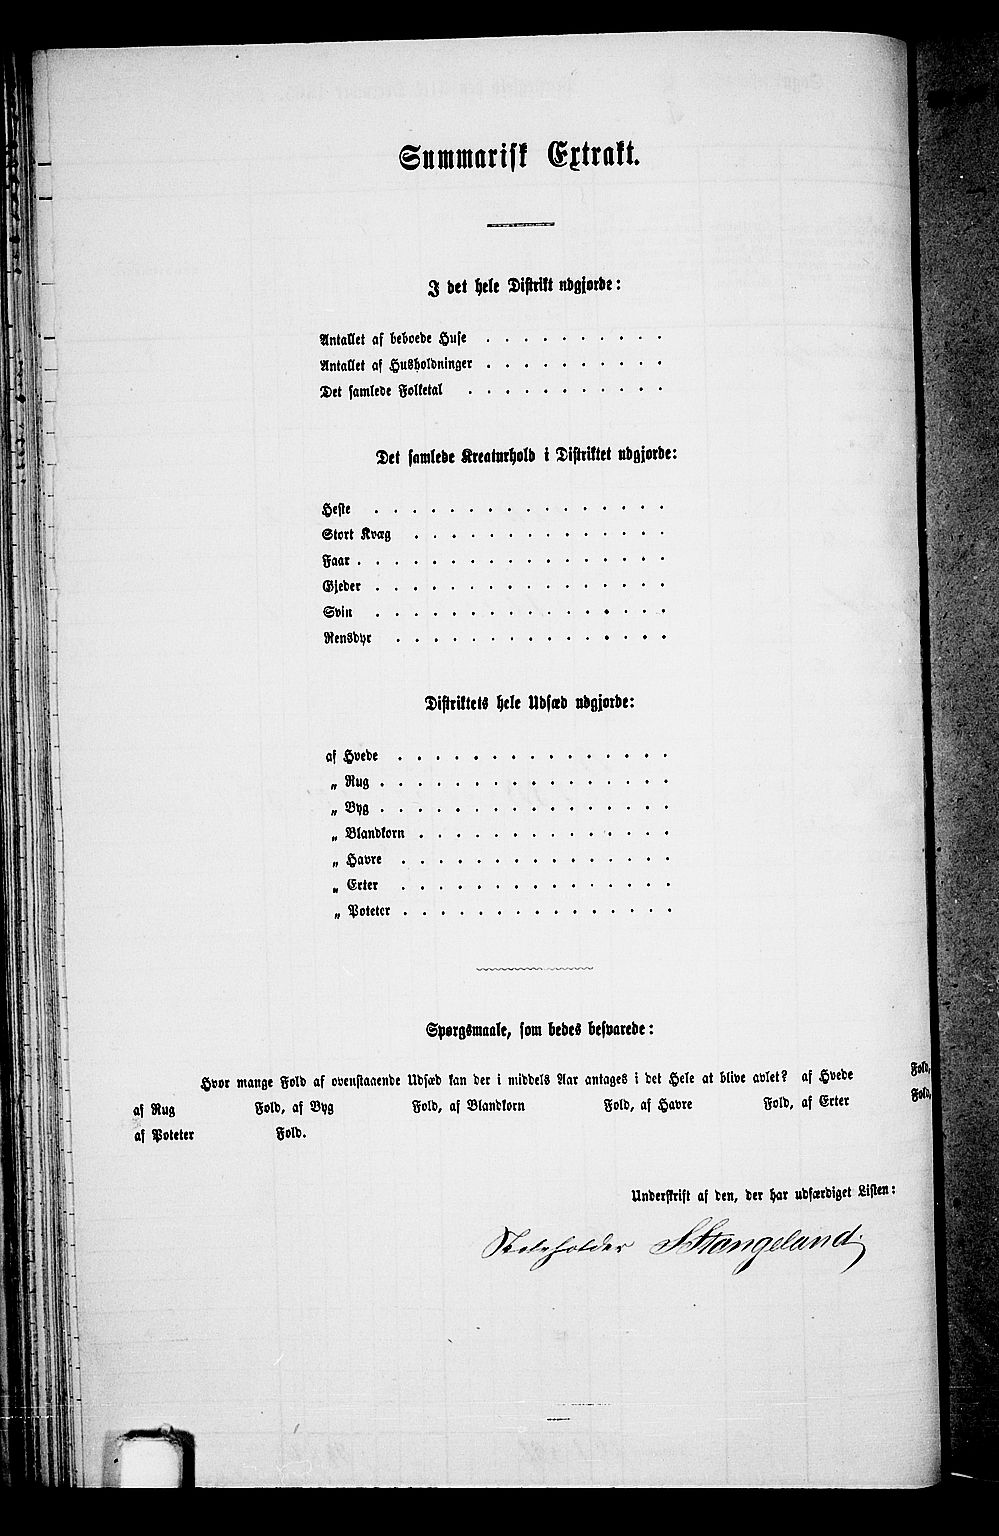 Summarisk Extrakt.
I det hele Distrikt udgjorde:
Antallet af beboede Huse . . . . . . . . . .
Antallet af Husholdninger . . . . . . . . . .
Det samlede Folketal . . . . . . . . . . .
Det samlede Kreaturhold i Distriktet udgjorde:
Heste . . . . . . . . . . . . . . . .
Stort Kvæg . . . . . . . . . . . . . .
Faar . . . . . . . . . . . . . . . . .
Gjeder . . . . . . . . . . . . . . . .
Svin . . . . . . . . . . . . . . . .
Rensdyr . . . . . . . . . . . . . . .
Distriktets hele Udsæd udgjorde:
af Hvede . . . . . . . . . . . . . . .
„ Rug . . . . . . . . . . . . . . . .
„ Byg . . . . . . . . . . . . . . . .
„ Blandkorn . . . . . . . . . . . . . .
„ Havre . . . . . . . . . . . . . . .
„ Erter . . . . . . . . . . . . . . .
„ Poteter . . . . . . . . . . . . . . .
Spørgsmaale, som bedes besvarede:
Hvor mange Fold af ovenstaaende Udsæd kan der i middels Aar antages i det Hele at blive avlet? af Hvede Fold,
af Rug Fold, af Byg Fold, af Blandkorn Fold, af Havre Fold, af Erter Fold,
af Poteter Fold.
Underskrift af den, der har udfærdiget Listen:
Skoleholder S Stangeland.